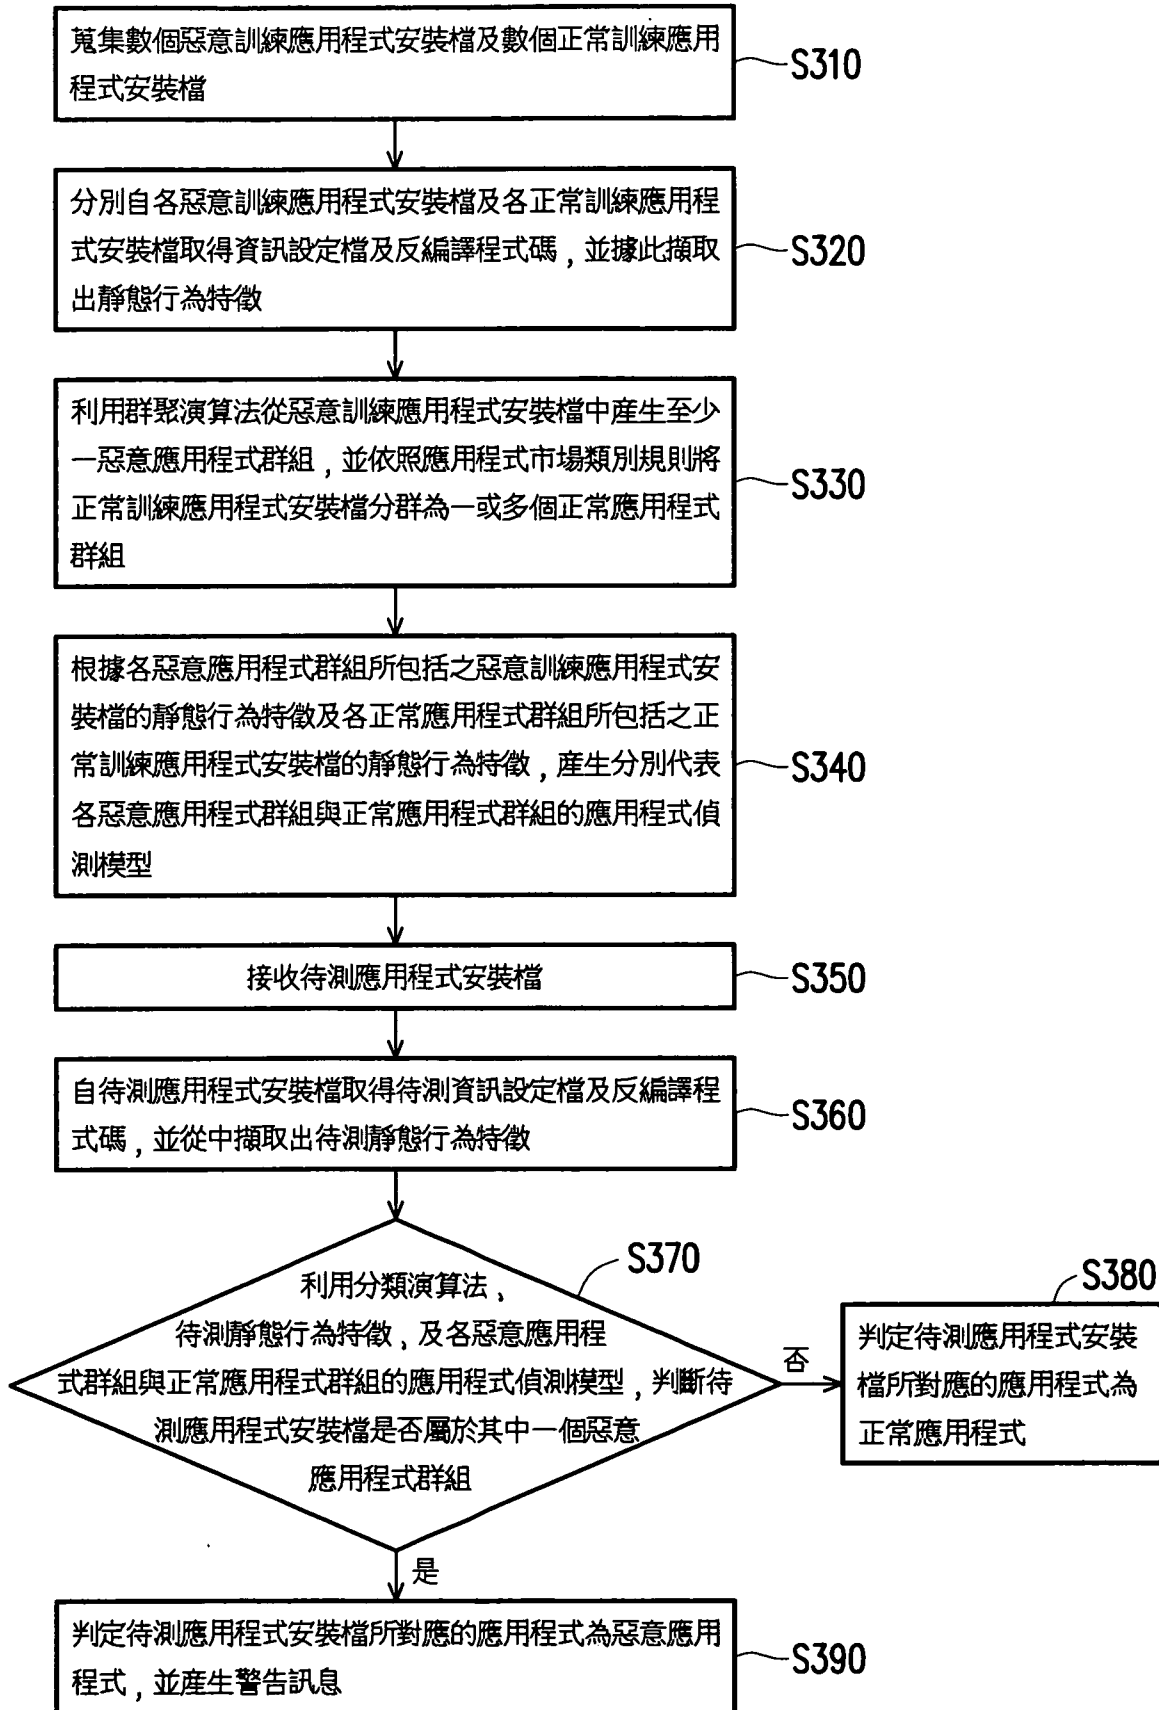 蒐集數個惡意訓練應用程式安裝檔及數個正常訓練應用
程式安裝檔
S310
分別自各惡意訓練應用程式安裝檔及各正常訓練應用程
式安裝檔取得資訊設定檔及反編譯程式碼，並據此擷取
出靜態行為特徵
S320
利用群聚演算法從惡意訓練應用程式安裝檔中產生至少
一惡意應用程式群組，並依照應用程式市場類別規則將
正常訓練應用程式安裝檔分群為一或多個正常應用程式
群組
S330
根據各惡意應用程式群組所包括之惡意訓練應用程式安
裝檔的靜態行為特徵及各正常應用程式群組所包括之正
常訓練應用程式安裝檔的靜態行為特徵，產生分別代表
各惡意應用程式群組與正常應用程式群組的應用程式偵
測模型
S340
接收待測應用程式安裝檔
S350
自待測應用程式安裝檔取得待測資訊設定檔及反編譯程
式碼，並從中擷取出待測靜態行為特徵
S360
利用分類演算法、
待測靜態行為特徵、及各惡意應用程
式群組與正常應用程式群組的應用程式偵測模型，判斷待
測應用程式安裝檔是否屬於其中一個惡意
應用程式群組
S370
否
S380
判定待測應用程式安裝
檔所對應的應用程式為
正常應用程式
是
判定待測應用程式安裝檔所對應的應用程式為惡意應用
程式，並產生警告訊息
S390